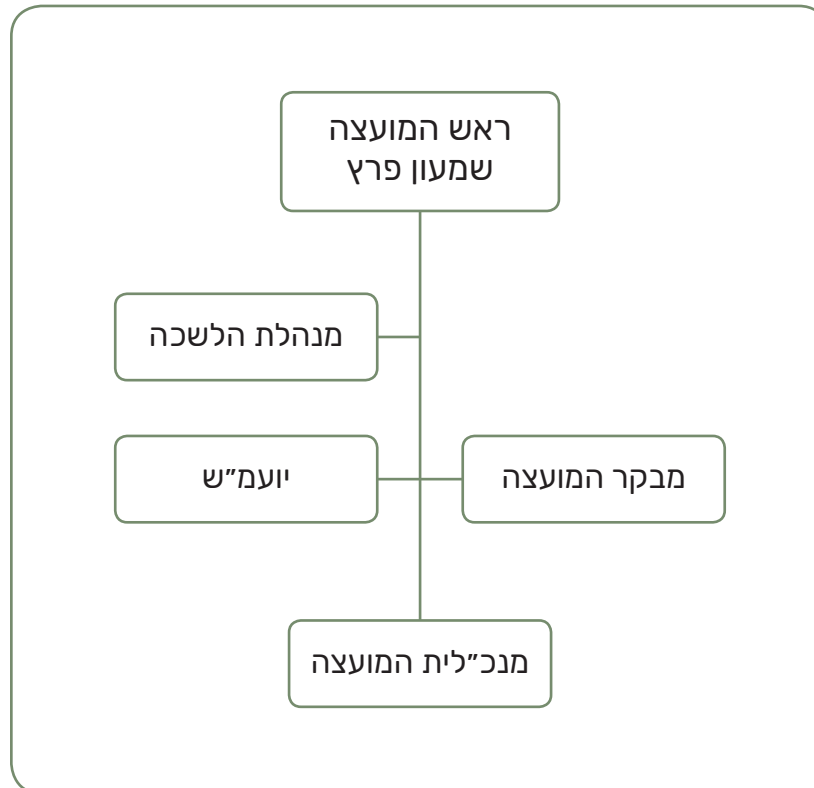 ראש המועצה
שמעון פרץ
מנהלת הלשכה
מבקר המועצה
יועמ״ש
מנכ״לית המועצה